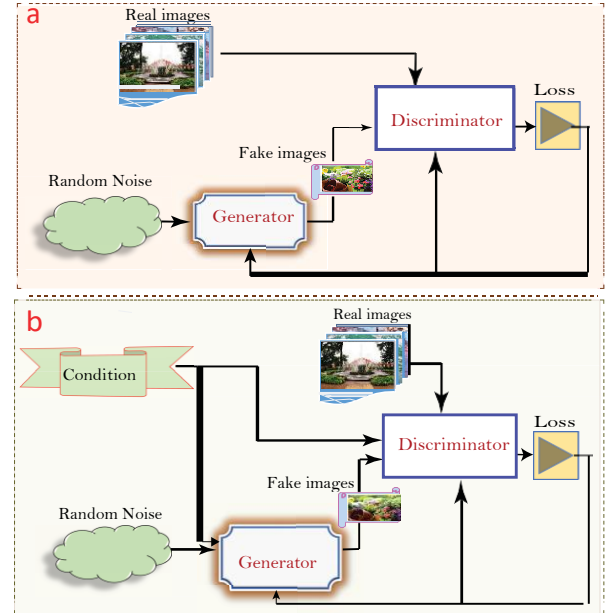 a
Real images
Loss
Discriminator
Fake images
Random Noise
Generator
b
Real images
Condition
Loss
Discriminator
Fake images
Random Noise
Generator